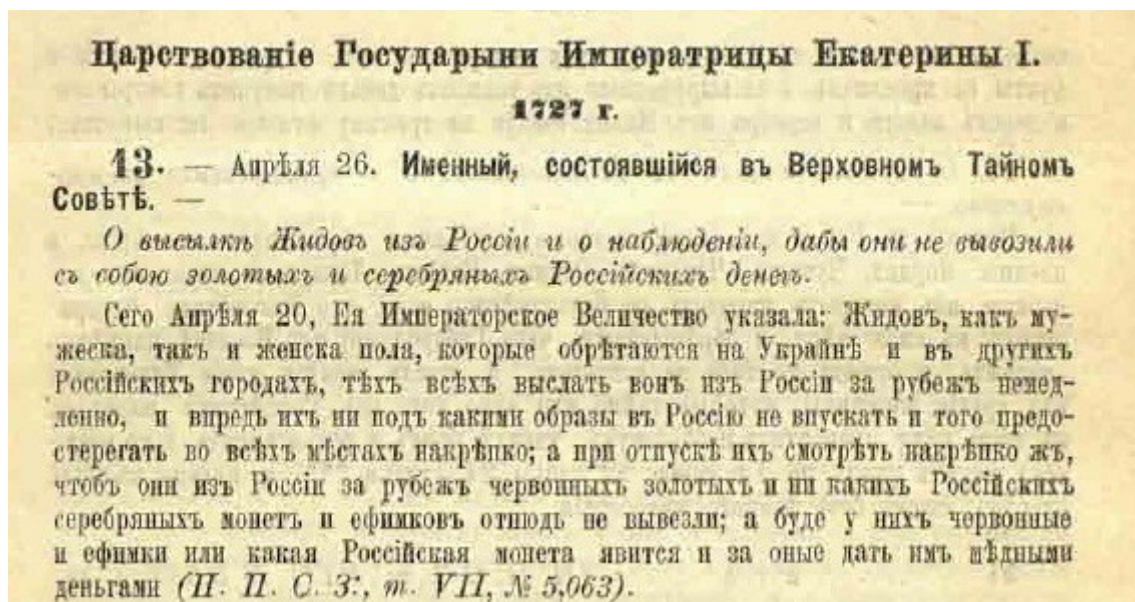 Царствованіе Государыни Императрицы Екатерины I.
1727 г.
13. — Апрѣля 26. Именный, состоявшійся въ Верховномъ Тайномъ
Совѣтѣ. —
О высылкѣ Жидовъ изъ Россіи и о наблюденіи, дабы они не вывозили
съ собою золотыхъ и серебряныхъ Россійскихъ денегъ.
Сего Апрѣля 20, Ея Императорское Величество указала: Жидовъ, какъ му-
жеска, такъ и женска пола, которые обрѣтаются на Украйнѣ и въ другихъ
Россійскихъ городахъ, тѣхъ всѣхъ выслать вонъ изъ Россіи за рубежъ немед-
ленно, и впредь ихъ ни подъ какими образы въ Россію не впускать и того предо-
стерегать во всѣхъ мѣстахъ накрѣпко; а при отпускѣ ихъ смотрѣть накрѣпко жъ,
чтобъ они изъ Россіи за рубежъ червонныхъ золотыхъ и ни какихъ Россійскихъ
серебряныхъ монетъ и ефимковъ отнюдь не вывезли; а буде у нихъ червонные
и ефимки или какая Россійская монета явится и за оные дать имъ мѣдными
деньгами (П. П. С. З., т. VII, № 5,063).